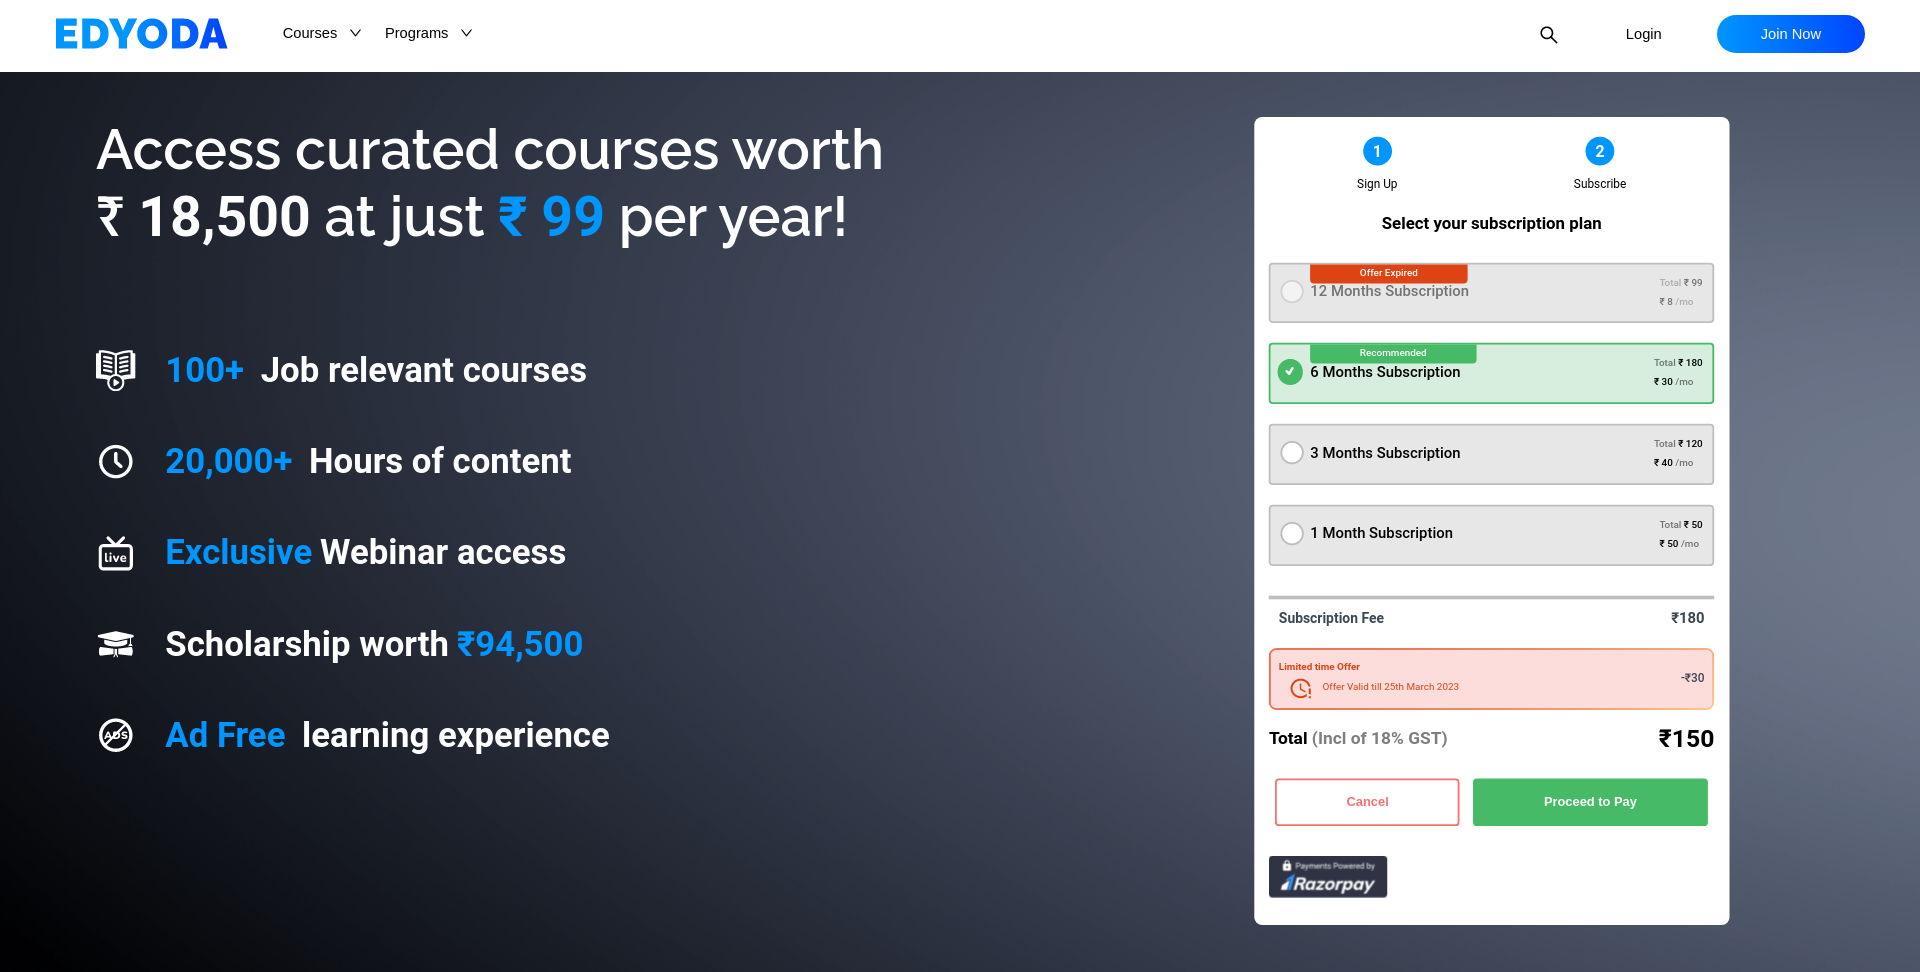 EDYODA
Courses
Programs
Login
Join Now
Access curated courses worth
₹ 18,500 at just ₹ 99 per year!
100+ Job relevant courses
20,000+ Hours of content
live
Exclusive Webinar access
Scholarship worth ₹94,500
ADS
Ad Free learning experience
1
2
Sign Up
Subscribe
Select your subscription plan
Offer Expired
12 Months Subscription
Total ₹ 99
₹ 8 /mo
Recommended
6 Months Subscription
Total ₹ 180
₹ 30 /mo
3 Months Subscription
Total ₹ 120
₹ 40 /mo
1 Month Subscription
Total ₹ 50
₹ 50 /mo
Subscription Fee ₹180
Limited time Offer
Offer Valid till 25th March 2023
-₹30
Total (Incl of 18% GST) ₹150
Cancel
Proceed to Pay
Payments Powered by
Razorpay